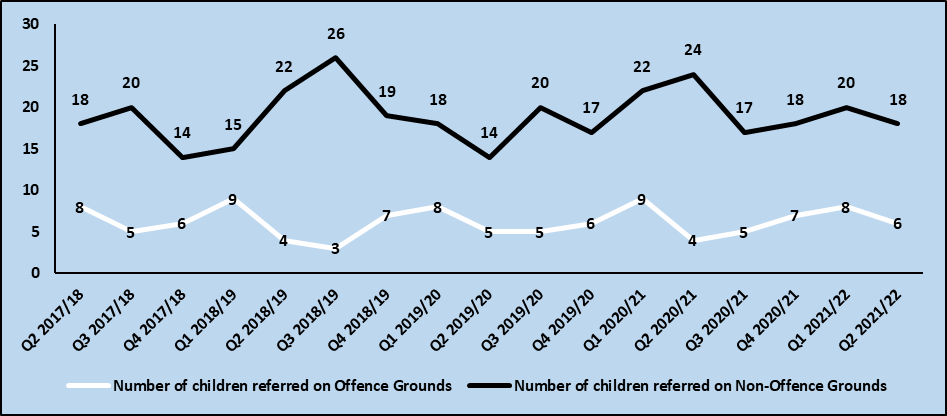 30
25
20
15
10
5
0
18 20 14 15 22 26 19 18 14 20 17 22 24 17 18 20 18
8 5 6 9 4 3 7 8 5 5 6 9 4 5 7 8 6
Q2 2017/18
Q3 2017/18
Q4 2017/18
Q1 2018/19
Q2 2018/19
Q3 2018/19
Q4 2018/19
Q1 2019/20
Q2 2019/20
Q3 2019/20
Q4 2019/20
Q1 2020/21
Q2 2020/21
Q3 2020/21
Q4 2020/21
Q1 2021/22
Q2 2021/22
Number of children referred on Offence Grounds Number of children referred on Non-Offence Grounds